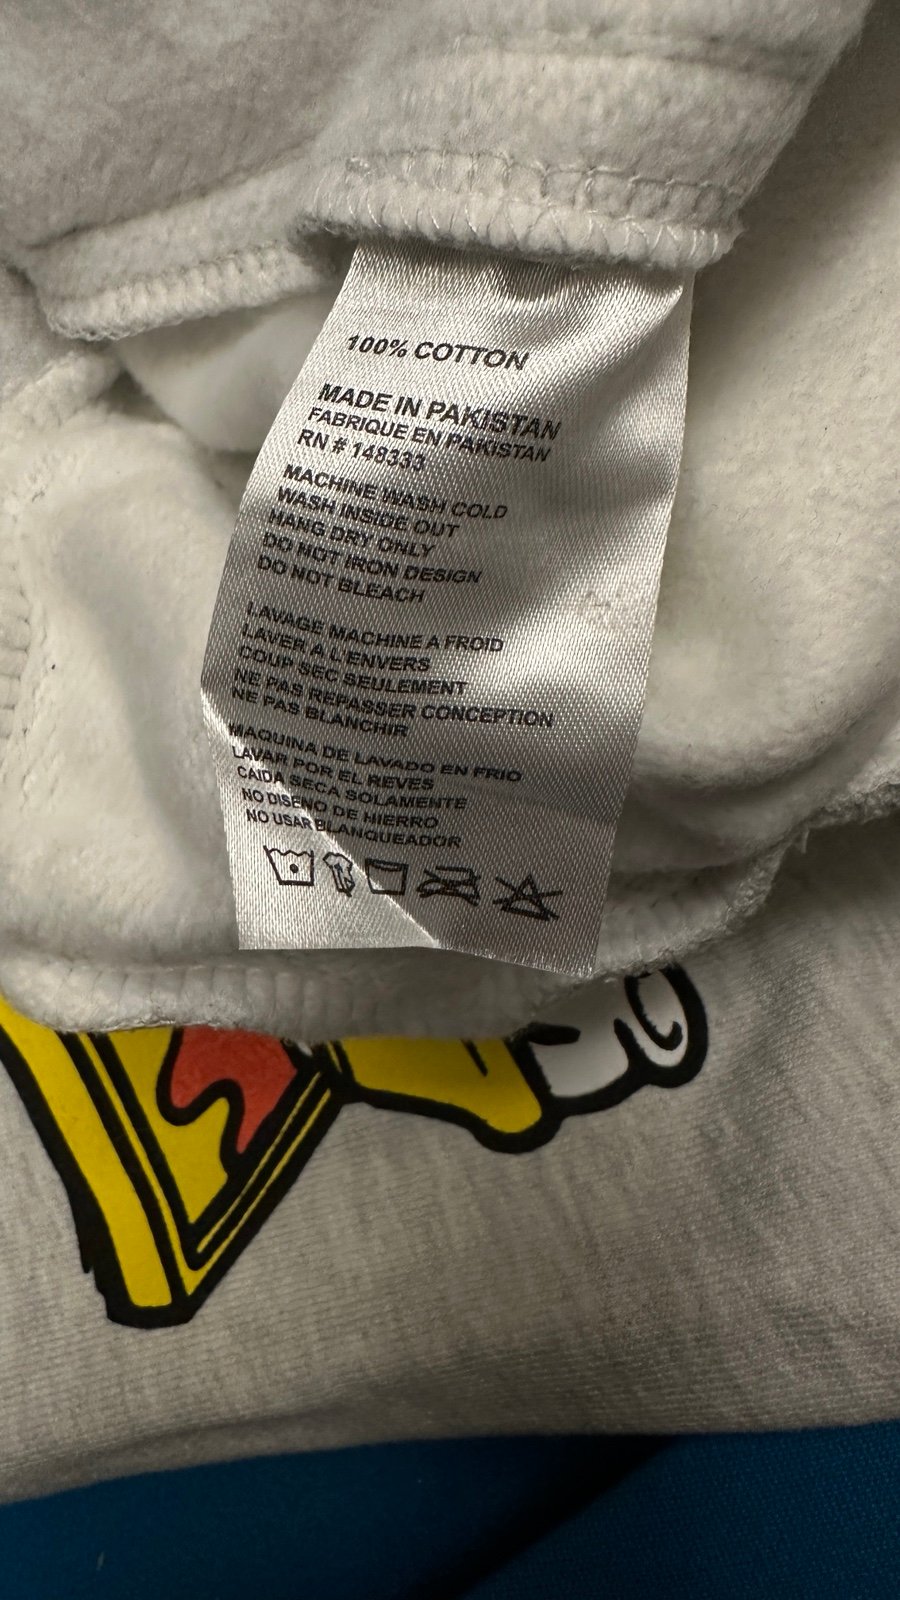 100% COTTON
MADE IN PAKISTAN
FABRIQUE EN PAKISTAN
RN # 148333
MACHINE WASH COLD
WASH INSIDE OUT
HANG DRY ONLY
DO NOT IRON DESIGN
DO NOT BLEACH
LAVAGE MACHINE A FROID
LAVER A L'ENVERS
COUP SEC SEULEMENT
NE PAS REPASSER CONCEPTION
NE PAS BLANCHIR
MAQUINA DE LAVADO EN FRIO
LAVAR POR EL REVES
CAIDA SECA SOLAMENTE
NO DISENO DE HIERRO
NO USAR BLANQUEADOR